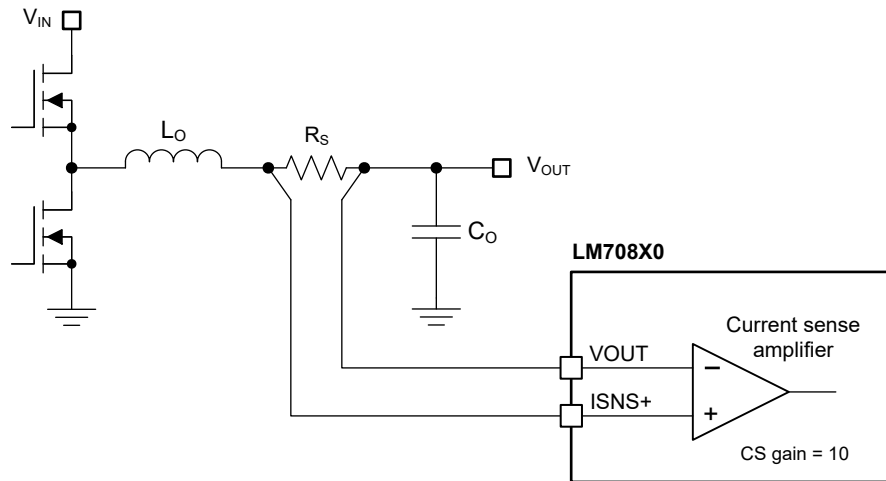 V_IN
L_O
R_S
V_OUT
C_O
LM708X0
Current sense
amplifier
VOUT
−
ISNS+
+
CS gain = 10